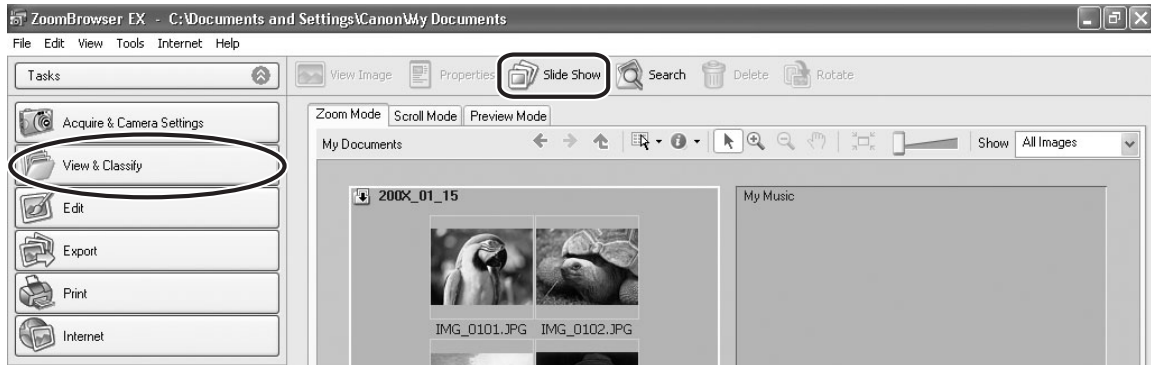 ZoomBrowser EX - C:\Documents and Settings\Canon\My Documents
File Edit View Tools Internet Help
Tasks
View Image Properties Slide Show Search Delete Rotate
Acquire & Camera Settings
View & Classify
Edit
Export
Print
Internet
Zoom Mode Scroll Mode Preview Mode
My Documents Show All Images
200X_01_15 My Music
IMG_0101.JPG IMG_0102.JPG